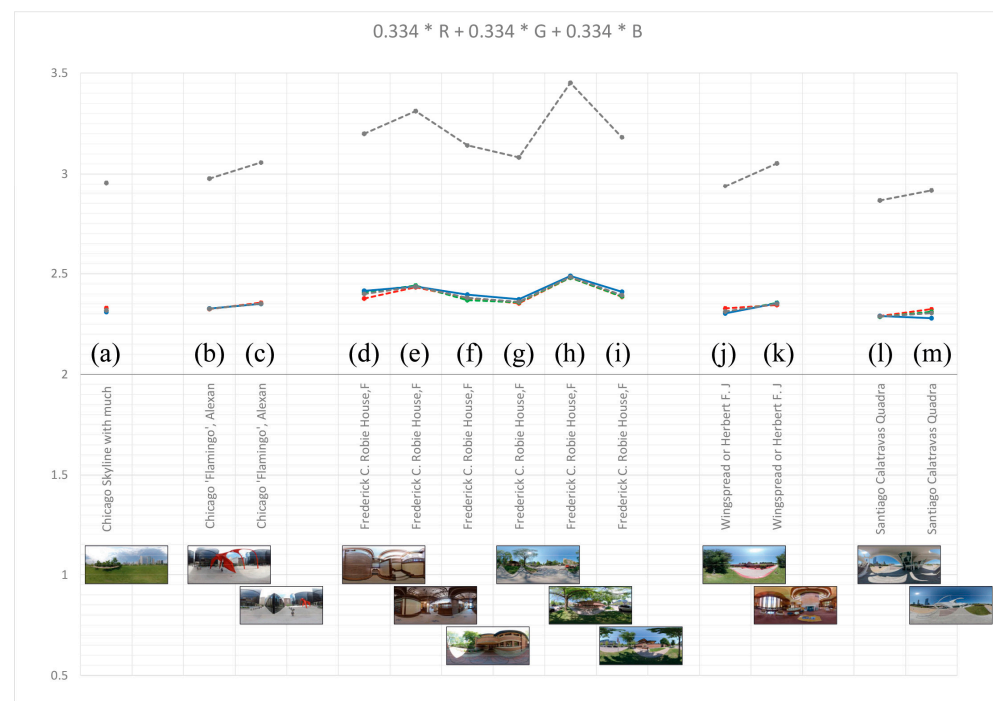 0.334 * R + 0.334 * G + 0.334 * B
3.5
3
2.5
(a) (b) (c) (d) (e) (f) (g) (h) (i) (j) (k) (l) (m)
2
Chicago Skyline with much
Chicago 'Flamingo', Alexan
Chicago 'Flamingo', Alexan
Frederick C. Robie House,F
Frederick C. Robie House,F
Frederick C. Robie House,F
Frederick C. Robie House,F
Frederick C. Robie House,F
Frederick C. Robie House,F
Wingspread or Herbert F. J
Wingspread or Herbert F. J
Santiago Calatravas Quadra
Santiago Calatravas Quadra
1.5
1
0.5